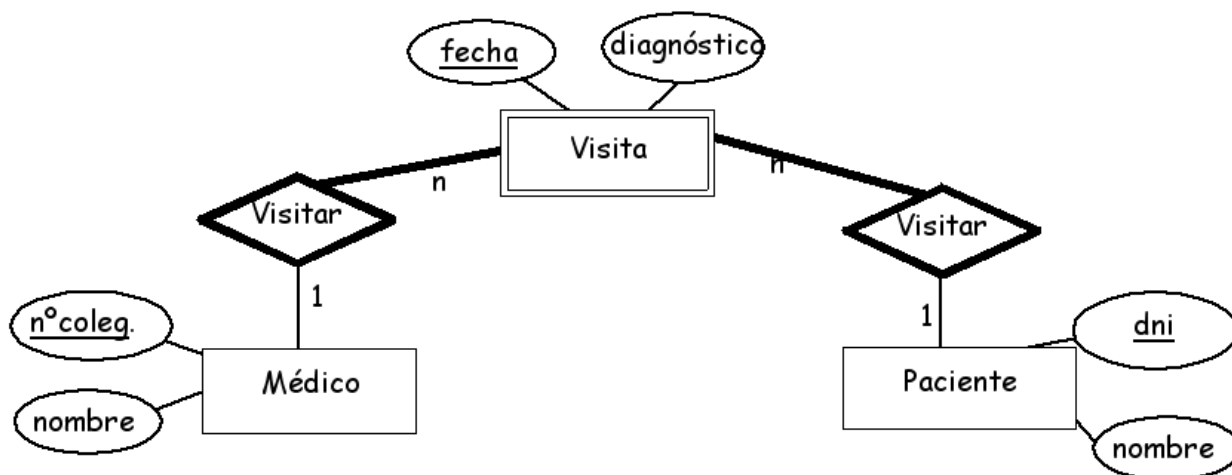 fecha
diagnóstico
Visita
n
n
Visitar
Visitar
1
1
nºcoleg.
dni
Médico
Paciente
nombre
nombre